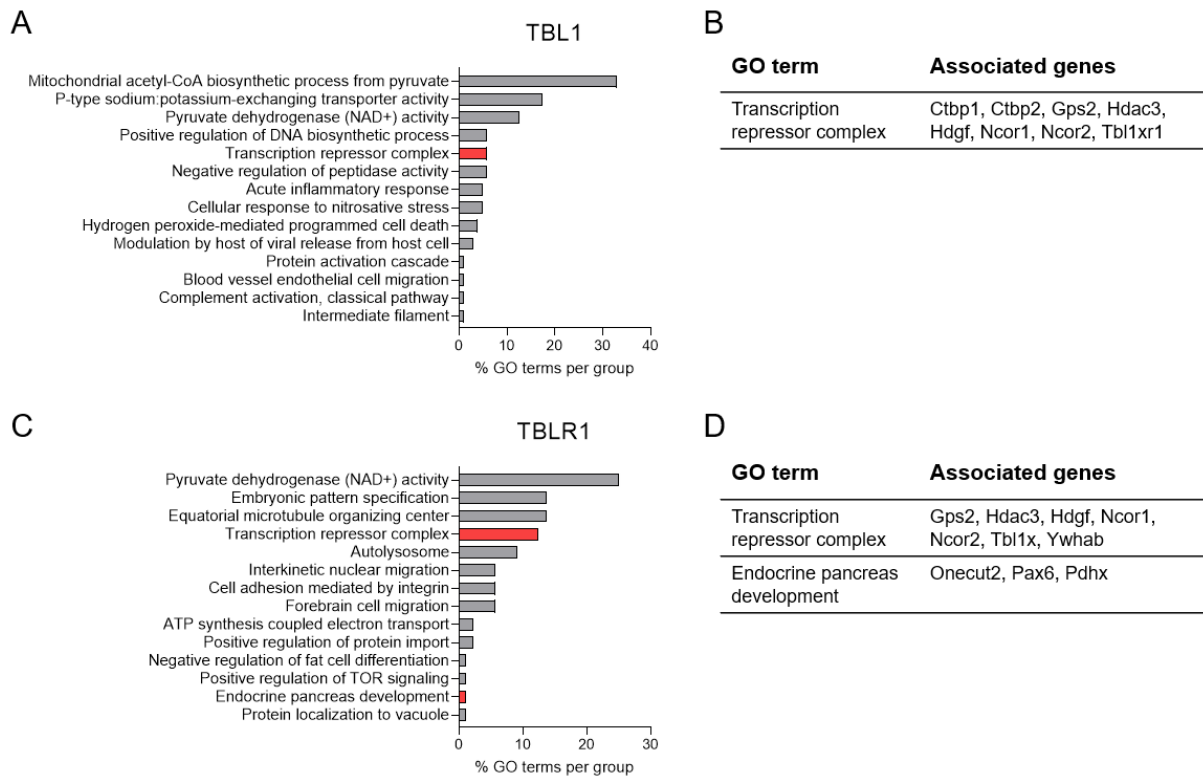 A
TBL1
Mitochondrial acetyl-CoA biosynthetic process from pyruvate
P-type sodium:potassium-exchanging transporter activity
Pyruvate dehydrogenase (NAD+) activity
Positive regulation of DNA biosynthetic process
Transcription repressor complex
Negative regulation of peptidase activity
Acute inflammatory response
Cellular response to nitrosative stress
Hydrogen peroxide-mediated programmed cell death
Modulation by host of viral release from host cell
Protein activation cascade
Blood vessel endothelial cell migration
Complement activation, classical pathway
Intermediate filament
0 10 20 30 40
% GO terms per group
B
GO term Associated genes
Transcription repressor complex
Ctbp1, Ctbp2, Gps2, Hdac3,
Hdgf, Ncor1, Ncor2, Tbl1xr1
C
TBLR1
Pyruvate dehydrogenase (NAD+) activity
Embryonic pattern specification
Equatorial microtubule organizing center
Transcription repressor complex
Autolysosome
Interkinetic nuclear migration
Cell adhesion mediated by integrin
Forebrain cell migration
ATP synthesis coupled electron transport
Positive regulation of protein import
Negative regulation of fat cell differentiation
Positive regulation of TOR signaling
Endocrine pancreas development
Protein localization to vacuole
0 10 20 30
% GO terms per group
D
GO term Associated genes
Transcription
repressor complex
Gps2, Hdac3, Hdgf, Ncor1,
Ncor2, Tbl1x, Ywhab
Endocrine pancreas
development
Onecut2, Pax6, Pdhx